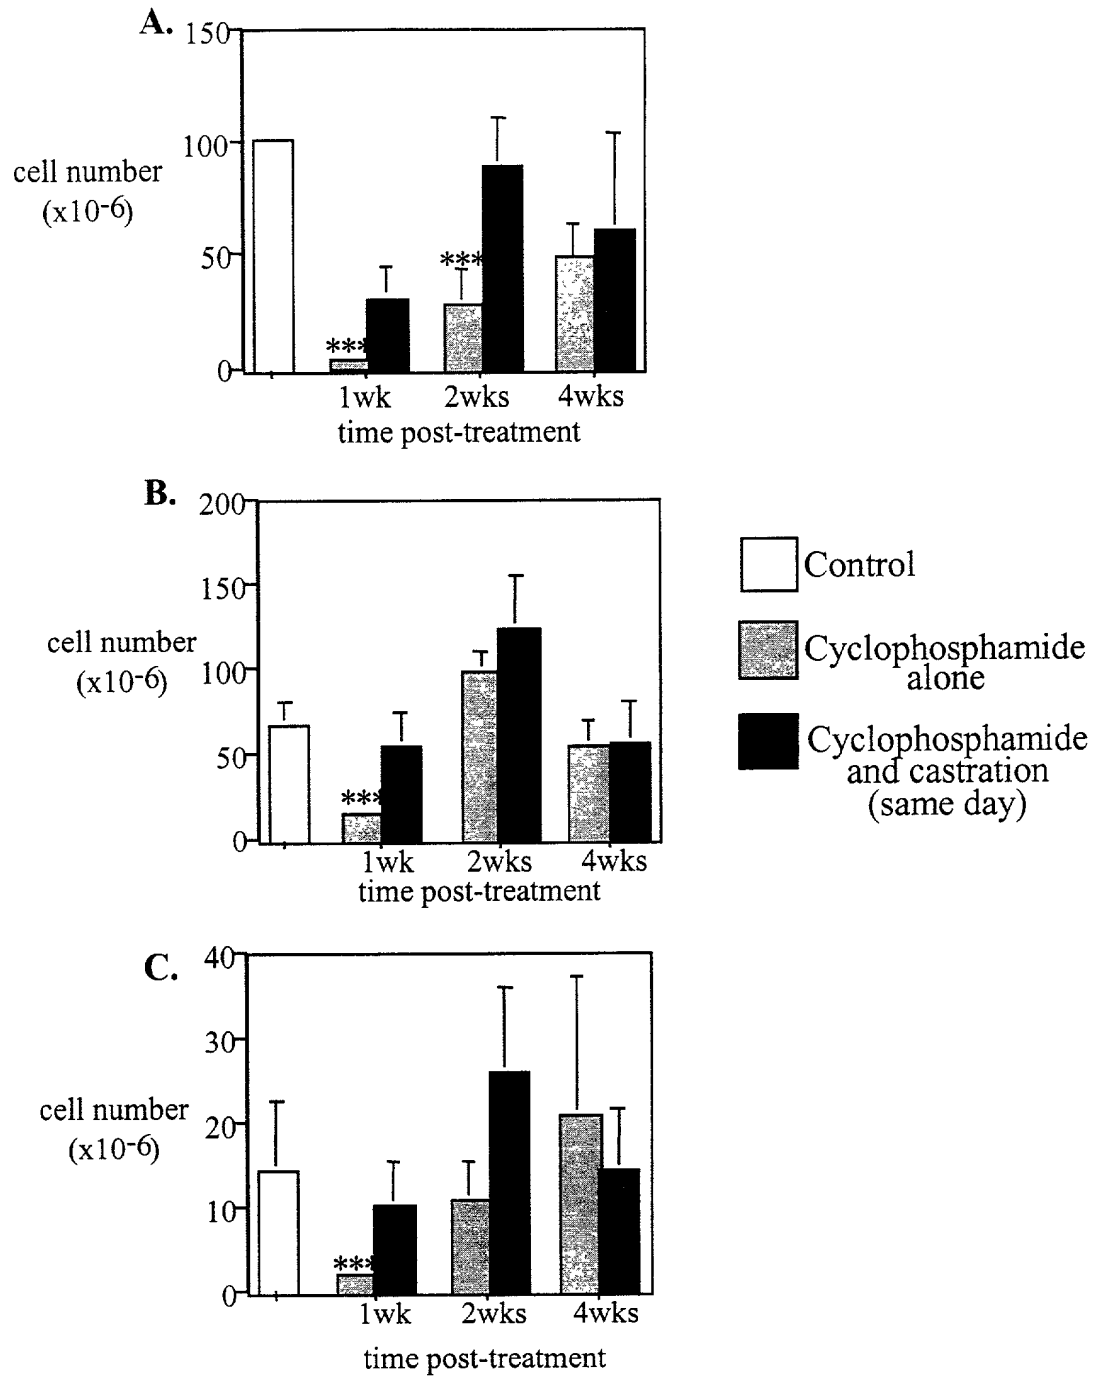 A.
150
100
50
0
cell number
(x10-6)
***
***
1wk 2wks 4wks
time post-treatment
B.
200
150
100
50
0
cell number
(x10-6)
***
1wk 2wks 4wks
time post-treatment
Control
Cyclophosphamide
alone
Cyclophosphamide
and castration
(same day)
C.
40
30
20
10
0
cell number
(x10-6)
***
1wk 2wks 4wks
time post-treatment